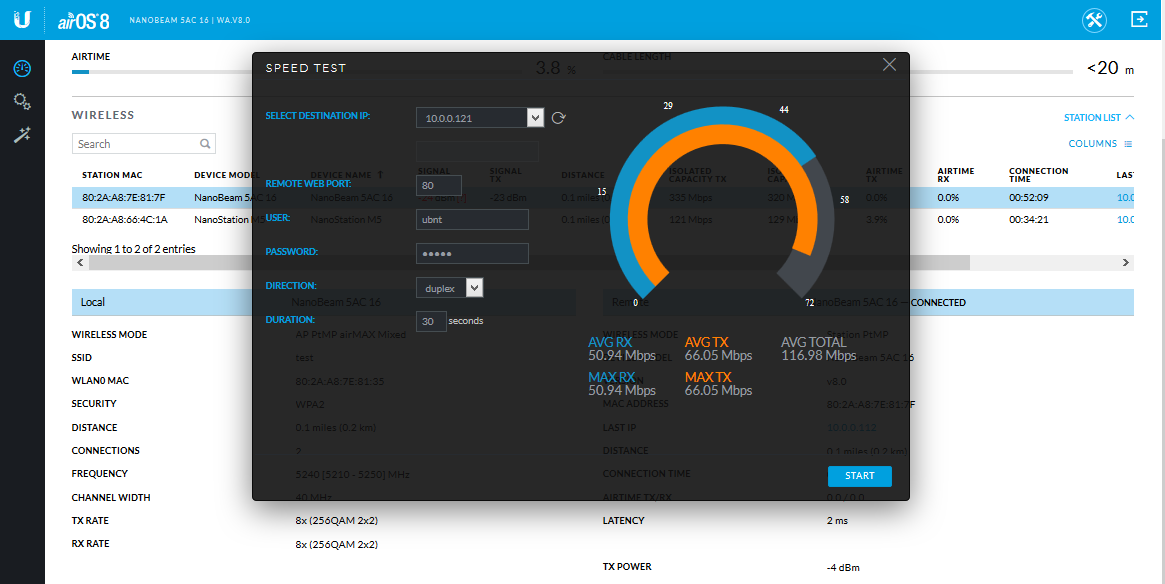 airOS 8 NANOBEAM 5AC 16 | WA.V8.0
AIRTIME
3.8 %
CABLE LENGTH
<20 m
WIRELESS
STATION LIST
Search
COLUMNS
STATION MAC DEVICE MODEL DEVICE NAME SIGNAL SIGNAL TX DISTANCE ISOLATED CAPACITY TX AIRTIME TX AIRTIME RX CONNECTION TIME
80:2A:A8:7E:81:7F NanoBeam 5AC 16 NanoBeam 5AC 16 -23 dBm 0.1 miles 335 Mbps 320 0.0% 0.0% 00:52:09 10.0
80:2A:A8:66:4C:1A NanoStation M5 NanoStation M5 0.1 miles 121 Mbps 129 3.9% 0.0% 00:34:21 10.0
Showing 1 to 2 of 2 entries
SPEED TEST
SELECT DESTINATION IP: 10.0.0.121
REMOTE WEB PORT: 80
USER: ubnt
PASSWORD: •••••
DIRECTION: duplex
DURATION: 30 seconds
0
15
29
44
58
72
AVG RX AVG TX AVG TOTAL
50.94 Mbps 66.05 Mbps 116.98 Mbps
MAX RX MAX TX
50.94 Mbps 66.05 Mbps
START
Local NanoBeam 5AC 16
WIRELESS MODE AP PtMP airMAX Mixed
SSID test
WLAN0 MAC 80:2A:A8:7E:81:35
SECURITY WPA2
DISTANCE 0.1 miles (0.2 km)
CONNECTIONS 2
FREQUENCY 5240 [5210 - 5250] MHz
CHANNEL WIDTH 40 MHz
TX RATE 8x (256QAM 2x2)
RX RATE 8x (256QAM 2x2)
Remote NanoBeam 5AC 16 -- CONNECTED
WIRELESS MODE Station PtMP
v8.0
MAC ADDRESS 80:2A:A8:7E:81:7F
LAST IP 10.0.0.112
DISTANCE 0.1 miles (0.2 km)
CONNECTION TIME
AIRTIME TX/RX 0.0 / 0.0
LATENCY 2 ms
TX POWER -4 dBm